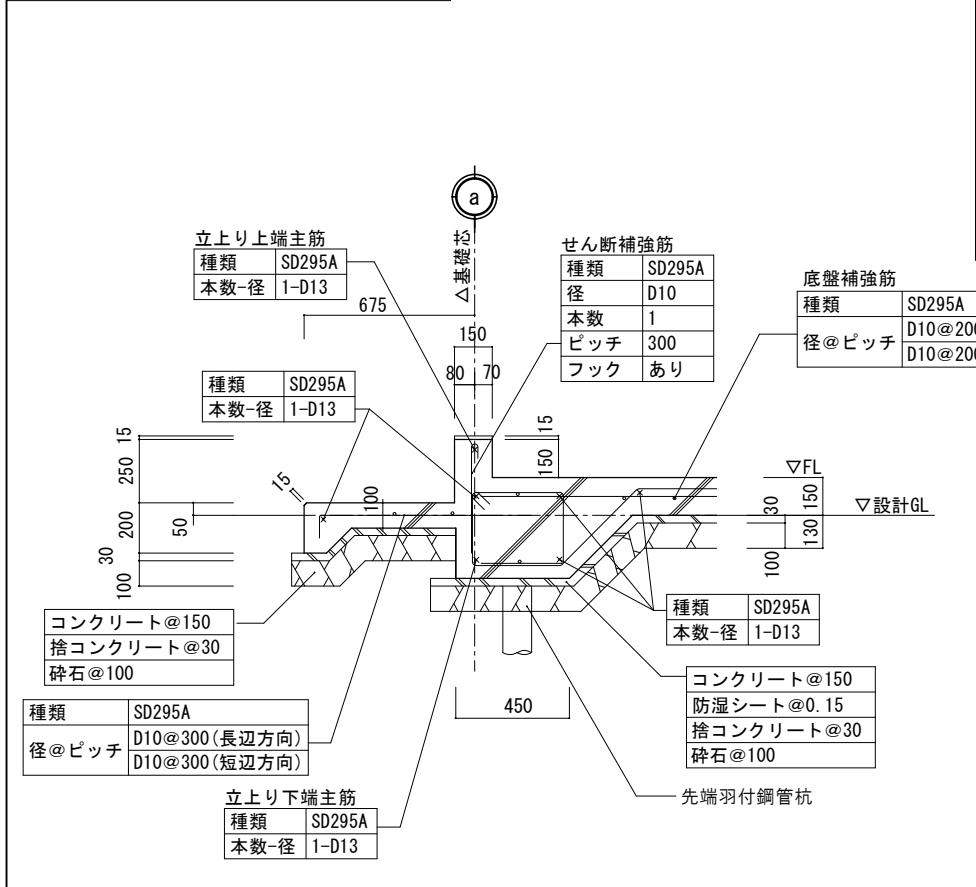 a
△基礎芯
立上り上端主筋
種類 SD295A
本数-径 1-D13
675
150
80 70
せん断補強筋
種類 SD295A
径 D10
本数 1
ピッチ 300
フック あり
底盤補強筋
種類 SD295A
径@ピッチ D10@200
D10@200
種類 SD295A
本数-径 1-D13
15
250
200
30
100
50
15
100
15
150
▽FL
▽設計GL
30
150
130
100
コンクリート@150
捨コンクリート@30
砕石@100
種類 SD295A
径@ピッチ D10@300(長辺方向)
D10@300(短辺方向)
立上り下端主筋
種類 SD295A
本数-径 1-D13
450
種類 SD295A
本数-径 1-D13
コンクリート@150
防湿シート@0.15
捨コンクリート@30
砕石@100
先端羽付鋼管杭